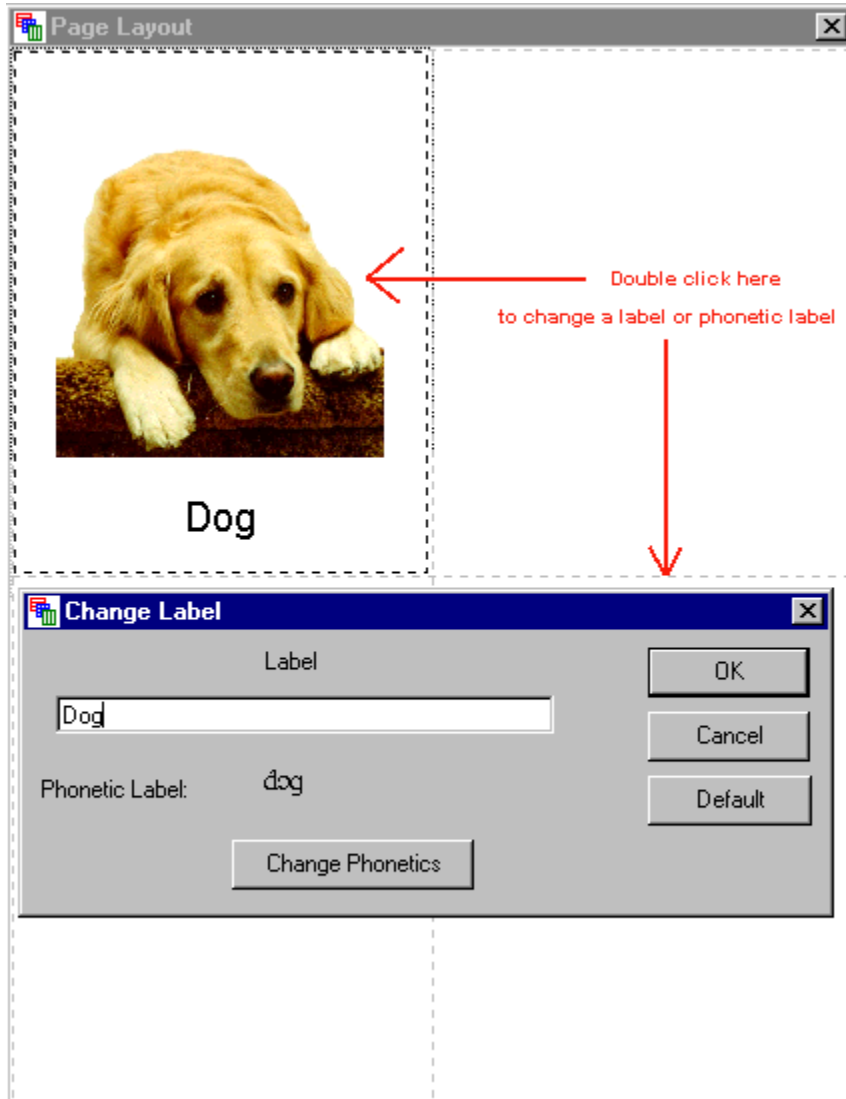 Page Layout
Double click here
to change a label or phonetic label
Dog
Change Label
Label
OK
Dog
Cancel
Phonetic Label: dɔg
Default
Change Phonetics